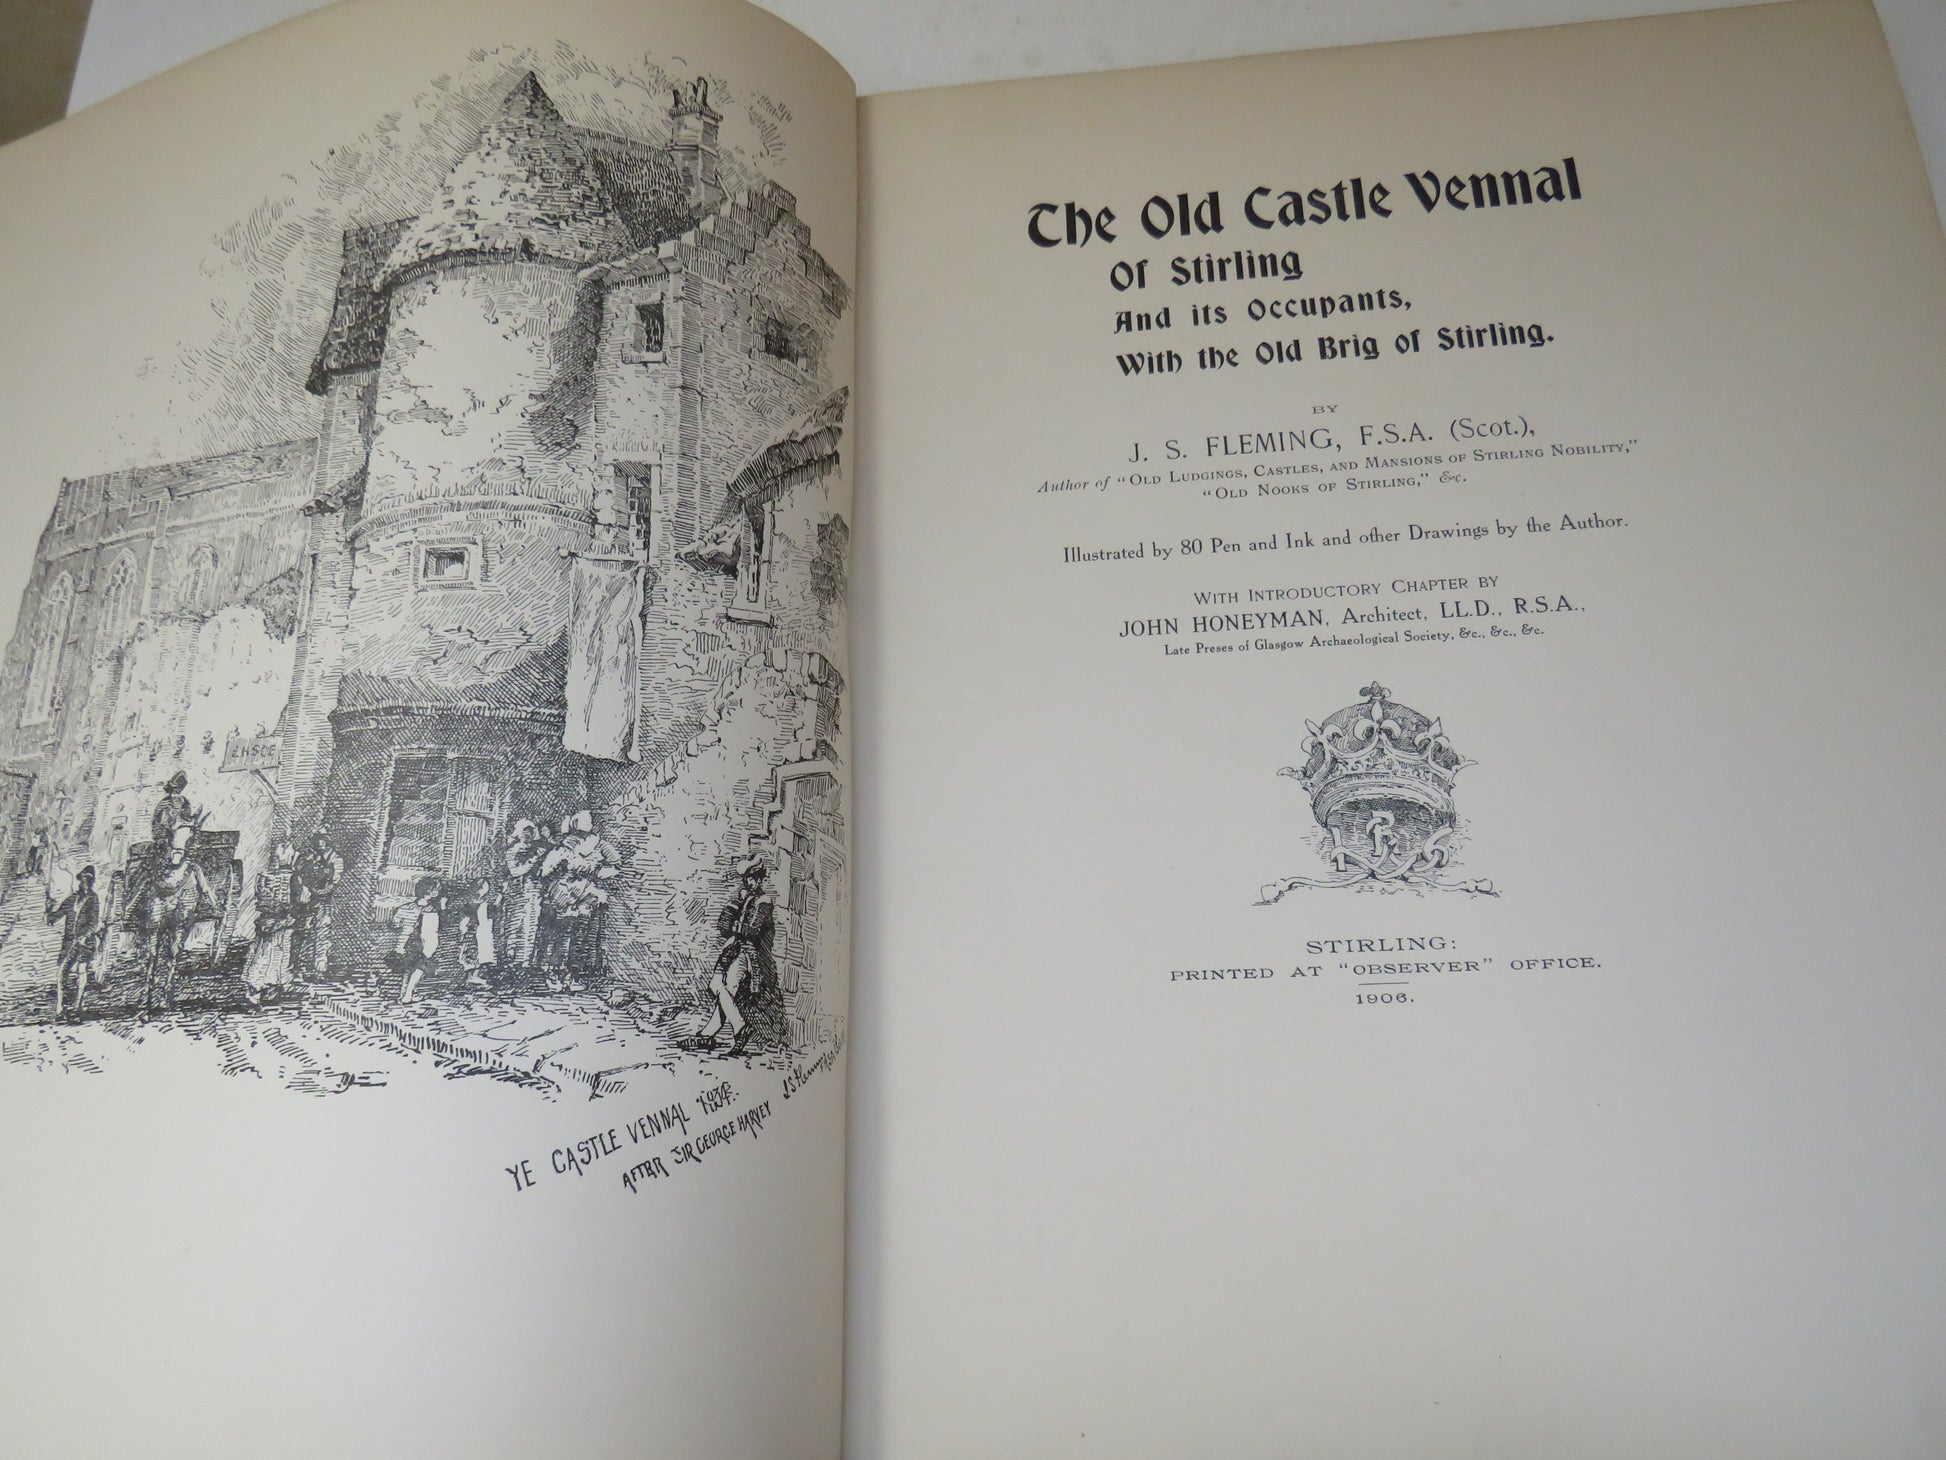 YE CASTLE VENNAL
AFTER SIR GEORGE HARVEY
The Old Castle Vennal
Of Stirling
And its Occupants,
With the Old Brig of Stirling.
BY
J. S. FLEMING, F.S.A. (Scot.),
Author of "OLD LUDGINGS, CASTLES, AND MANSIONS OF STIRLING NOBILITY,"
"OLD NOOKS OF STIRLING," &c.
Illustrated by 80 Pen and Ink and other Drawings by the Author.
WITH INTRODUCTORY CHAPTER BY
JOHN HONEYMAN, Architect, LL.D., R.S.A.,
Late Preses of Glasgow Archaeological Society, &c., &c., &c.
STIRLING:
PRINTED AT "OBSERVER" OFFICE.
1906.